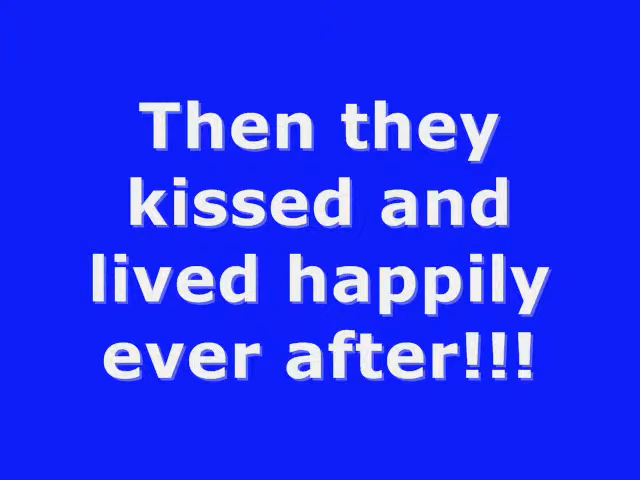 Then they
kissed and
lived happily
ever after!!!